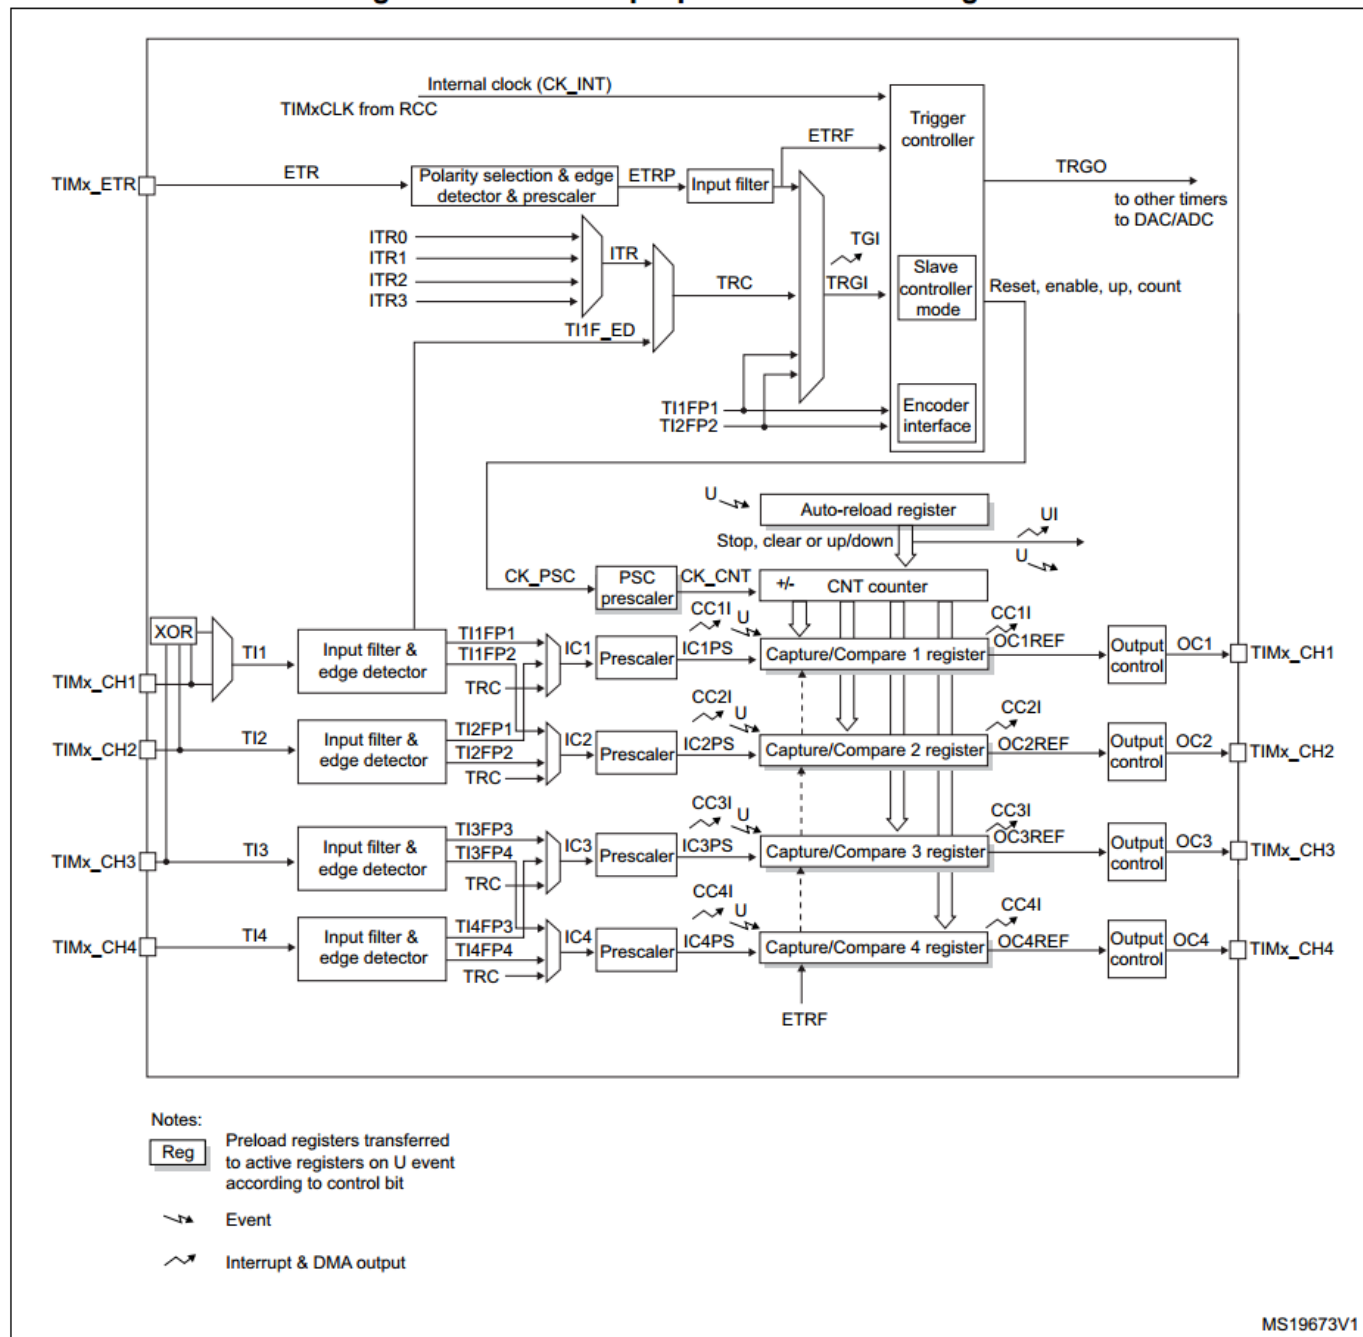 Internal clock (CK_INT)
TIMxCLK from RCC
Trigger
controller
ETRF
TRGO
to other timers
to DAC/ADC
TIMx_ETR
ETR
Polarity selection & edge
detector & prescaler
ETRP
Input filter
ITR0
ITR1
ITR2
ITR3
ITR
TRC
TI1F_ED
TGI
TRGI
Slave
controller
mode
Reset, enable, up, count
TI1FP1
TI2FP2
Encoder
interface
U
Auto-reload register
UI
Stop, clear or up/down
U
CK_PSC
PSC
prescaler
CK_CNT
+/-
CNT counter
XOR
TI1
TIMx_CH1
Input filter &
edge detector
TI1FP1
TI1FP2
TRC
IC1
Prescaler
IC1PS
CC1I
U
Capture/Compare 1 register
CC1I
OC1REF
Output
control
OC1
TIMx_CH1
TIMx_CH2
TI2
Input filter &
edge detector
TI2FP1
TI2FP2
TRC
IC2
Prescaler
IC2PS
CC2I
U
Capture/Compare 2 register
CC2I
OC2REF
Output
control
OC2
TIMx_CH2
TIMx_CH3
TI3
Input filter &
edge detector
TI3FP3
TI3FP4
TRC
IC3
Prescaler
IC3PS
CC3I
U
Capture/Compare 3 register
CC3I
OC3REF
Output
control
OC3
TIMx_CH3
TIMx_CH4
TI4
Input filter &
edge detector
TI4FP3
TI4FP4
TRC
IC4
Prescaler
IC4PS
CC4I
U
Capture/Compare 4 register
CC4I
OC4REF
Output
control
OC4
TIMx_CH4
ETRF
Notes:
Reg
Preload registers transferred
to active registers on U event
according to control bit
Event
Interrupt & DMA output
MS19673V1